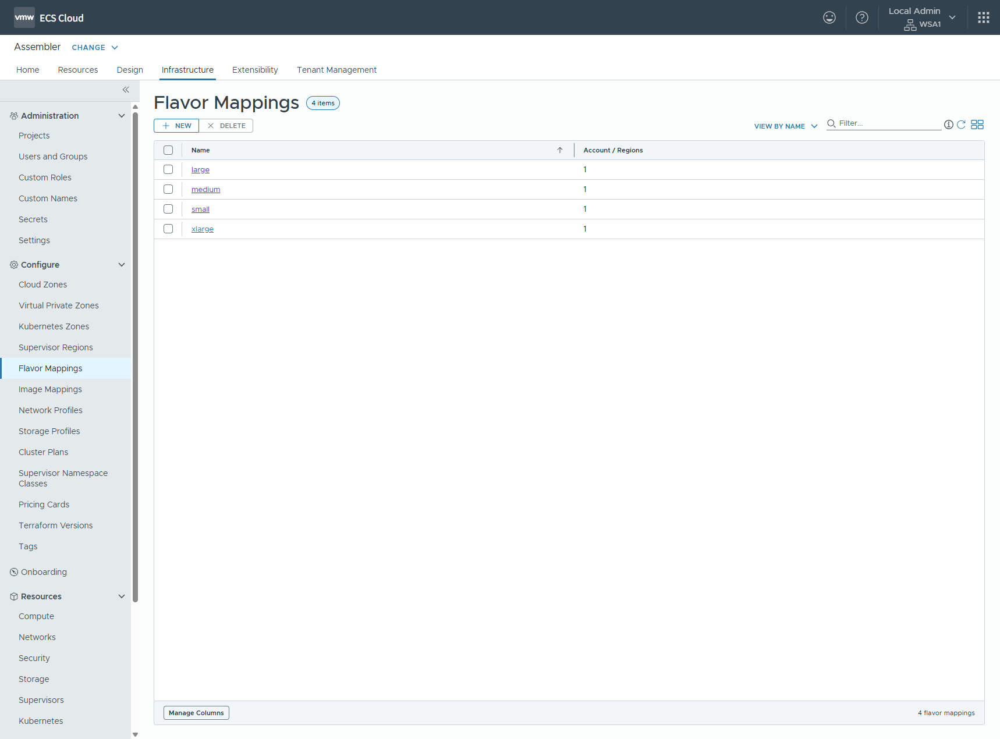 vmw ECS Cloud
Local Admin
WSA1
Assembler CHANGE
Home Resources Design Infrastructure Extensibility Tenant Management
Administration
Projects
Users and Groups
Custom Roles
Custom Names
Secrets
Settings
Configure
Cloud Zones
Virtual Private Zones
Kubernetes Zones
Supervisor Regions
Flavor Mappings
Image Mappings
Network Profiles
Storage Profiles
Cluster Plans
Supervisor Namespace
Classes
Pricing Cards
Terraform Versions
Tags
Onboarding
Resources
Compute
Networks
Security
Storage
Supervisors
Kubernetes
Flavor Mappings 4 items
NEW DELETE
VIEW BY NAME Filter...
Name Account / Regions
large 1
medium 1
small 1
xlarge 1
Manage Columns 4 flavor mappings